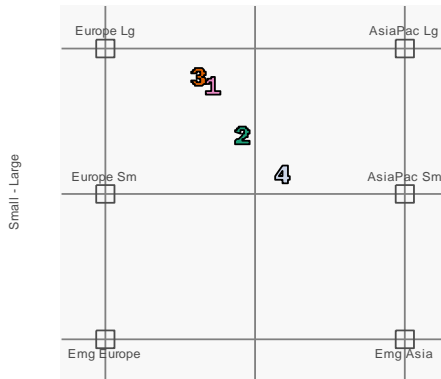 Europe Lg
AsiaPac Lg
3
1
2
4
Europe Sm
AsiaPac Sm
Small - Large
Emg Europe
Emg Asia